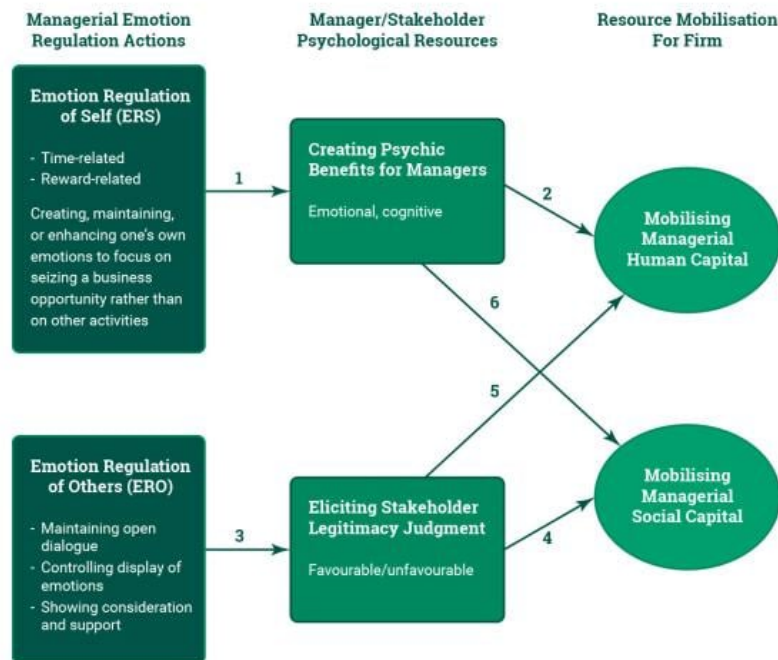 Managerial Emotion
Regulation Actions
Manager/Stakeholder
Psychological Resources
Resource Mobilisation
For Firm
Emotion Regulation
of Self (ERS)
- Time-related
- Reward-related
Creating, maintaining,
or enhancing one's own
emotions to focus on
seizing a business
opportunity rather than
on other activities
1
Creating Psychic
Benefits for Managers
Emotional, cognitive
2
Mobilising
Managerial
Human Capital
6
5
Emotion Regulation
of Others (ERO)
- Maintaining open
dialogue
- Controlling display of
emotions
- Showing consideration
and support
3
Eliciting Stakeholder
Legitimacy Judgment
Favourable/unfavourable
4
Mobilising
Managerial
Social Capital